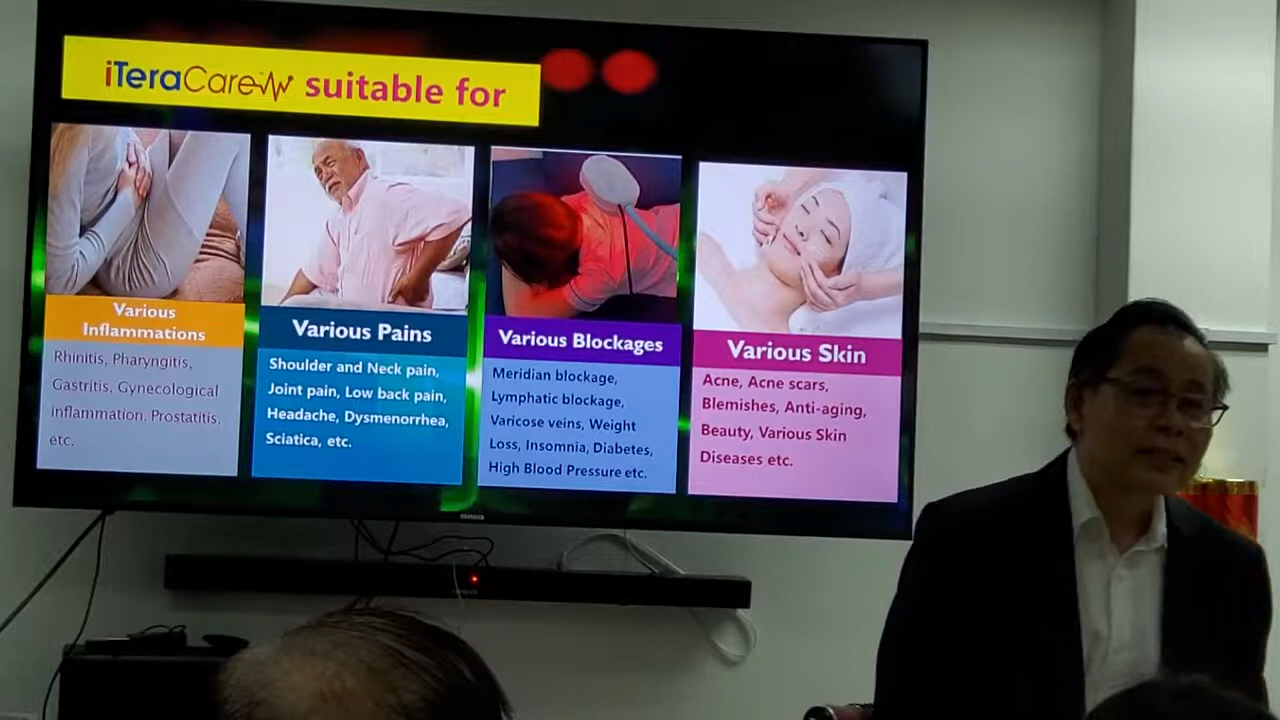 iTeraCare suitable for
Various
Inflammations
Rhinitis, Pharyngitis,
Gastritis, Gynecological
inflammation, Prostatitis,
etc.
Various Pains
Shoulder and Neck pain,
Joint pain, Low back pain,
Headache, Dysmenorrhea,
Sciatica, etc.
Various Blockages
Meridian blockage,
Lymphatic blockage,
Varicose veins, Weight
Loss, Insomnia, Diabetes,
High Blood Pressure etc.
Various Skin
Acne, Acne scars,
Blemishes, Anti-aging,
Beauty, Various Skin
Diseases etc.